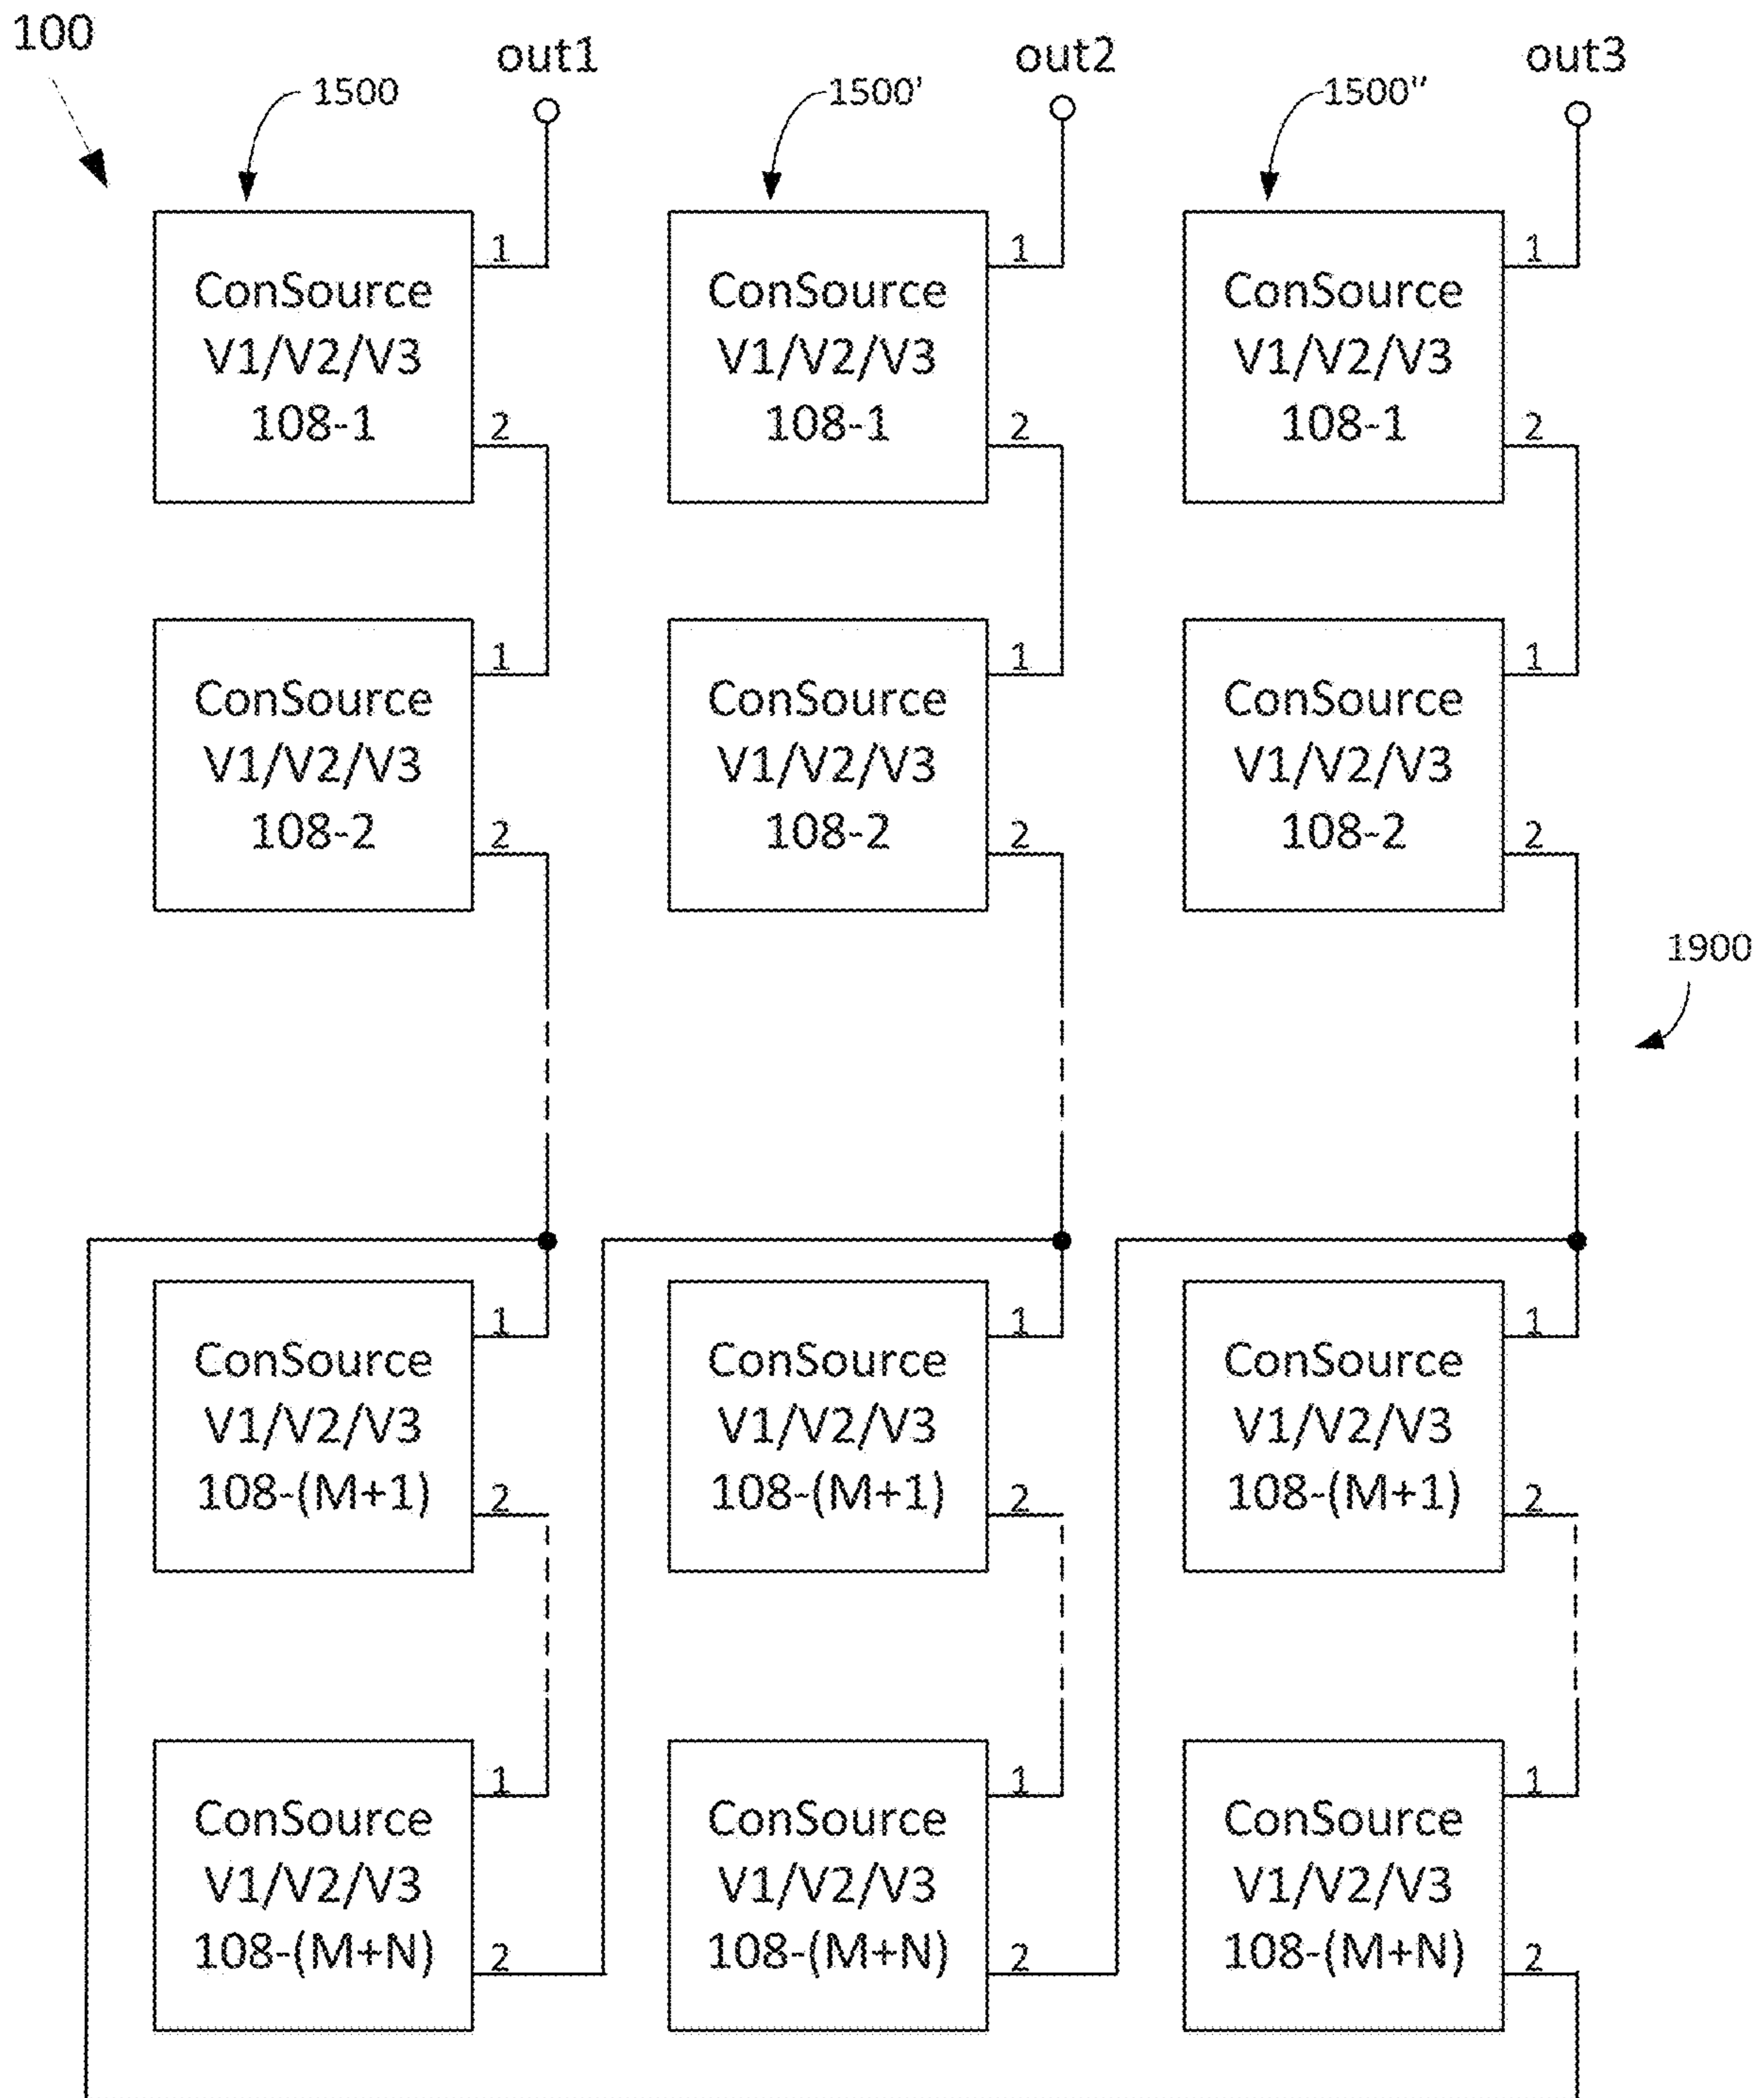 100
out1
out2
out3
1500
1500'
1500"
1
1
1
ConSource
V1/V2/V3
108-1
ConSource
V1/V2/V3
108-1
ConSource
V1/V2/V3
108-1
2
2
2
1
1
1
ConSource
V1/V2/V3
108-2
ConSource
V1/V2/V3
108-2
ConSource
V1/V2/V3
108-2
2
2
2
1900
1
1
1
ConSource
V1/V2/V3
108-(M+1)
ConSource
V1/V2/V3
108-(M+1)
ConSource
V1/V2/V3
108-(M+1)
2
2
2
1
1
1
ConSource
V1/V2/V3
108-(M+N)
ConSource
V1/V2/V3
108-(M+N)
ConSource
V1/V2/V3
108-(M+N)
2
2
2